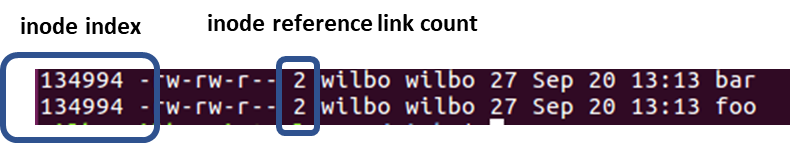 inode index
inode reference link count
134994 -rw-rw-r-- 2 wilbo wilbo 27 Sep 20 13:13 bar
134994 -rw-rw-r-- 2 wilbo wilbo 27 Sep 20 13:13 foo